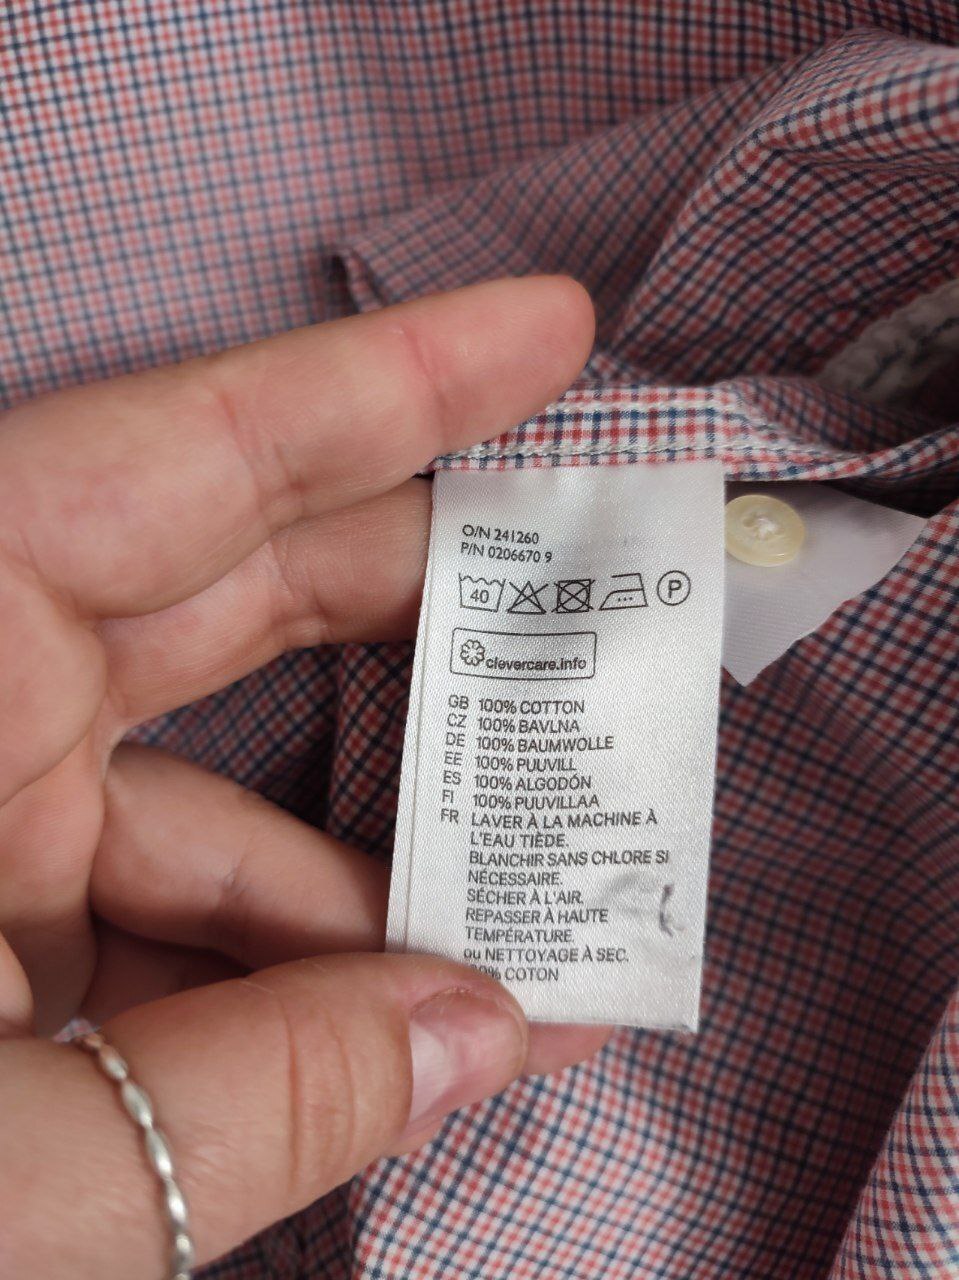 O/N 241260
P/N 0206670 9
40 P
clevercare.info
GB 100% COTTON
CZ 100% BAVLNA
DE 100% BAUMWOLLE
EE 100% PUUVILL
ES 100% ALGODÓN
FI 100% PUUVILLAA
FR LAVER À LA MACHINE À
L'EAU TIÈDE.
BLANCHIR SANS CHLORE SI
NÉCESSAIRE.
SÉCHER À L'AIR.
REPASSER À HAUTE
TEMPÉRATURE.
ou NETTOYAGE À SEC.
COTON